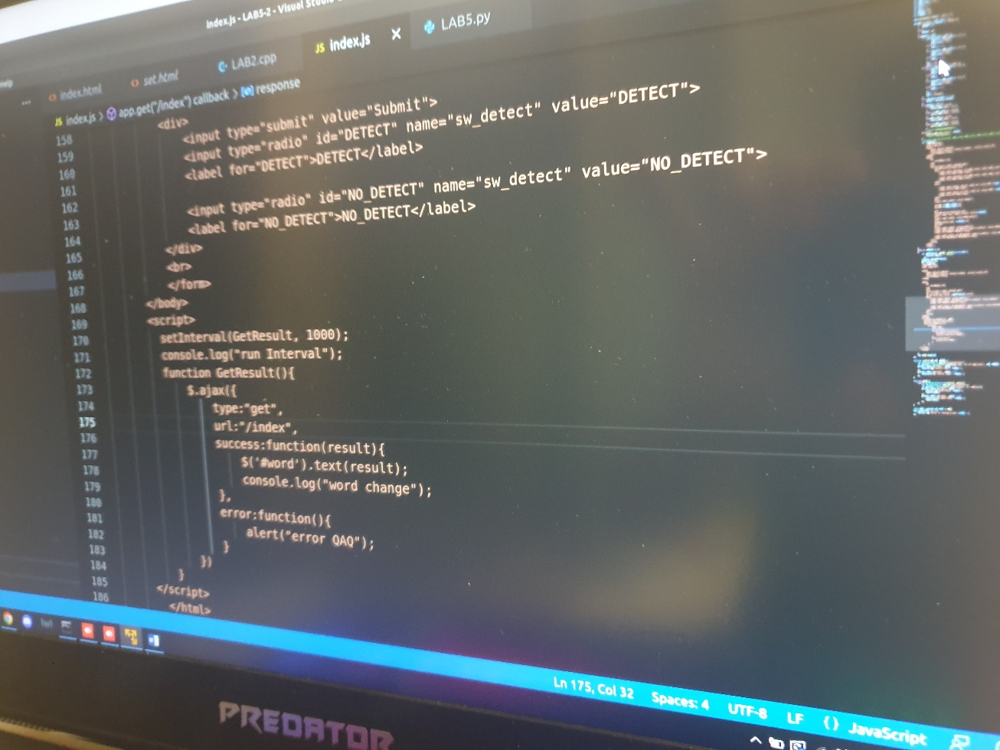 index.js - LAB5-2 - Visual Studio
Help
index.html
set.html
LAB2.cpp
JS index.js
LAB5.py
... JS index.js > app.get("/index") callback > response
158
159
160
161
162
163
164
165
166
167
168
169
170
171
172
173
174
175
176
177
178
179
180
181
182
183
184
185
186
<div>
<input type="submit" value="Submit">
<input type="radio" id="DETECT" name="sw_detect" value="DETECT">
<label for="DETECT">DETECT</label>
<input type="radio" id="NO_DETECT" name="sw_detect" value="NO_DETECT">
<label for="NO_DETECT">NO_DETECT</label>
</div>
<br>
</form>
</body>
<script>
setInterval(GetResult, 1000);
console.log("run Interval");
function GetResult(){
$.ajax({
type:"get",
url:"/index",
success:function(result){
$('#word').text(result);
console.log("word change");
},
error:function(){
alert("error QAQ");
}
})
}
</script>
</html>
Ln 175, Col 32 Spaces: 4 UTF-8 LF {} JavaScript
PREDATOR